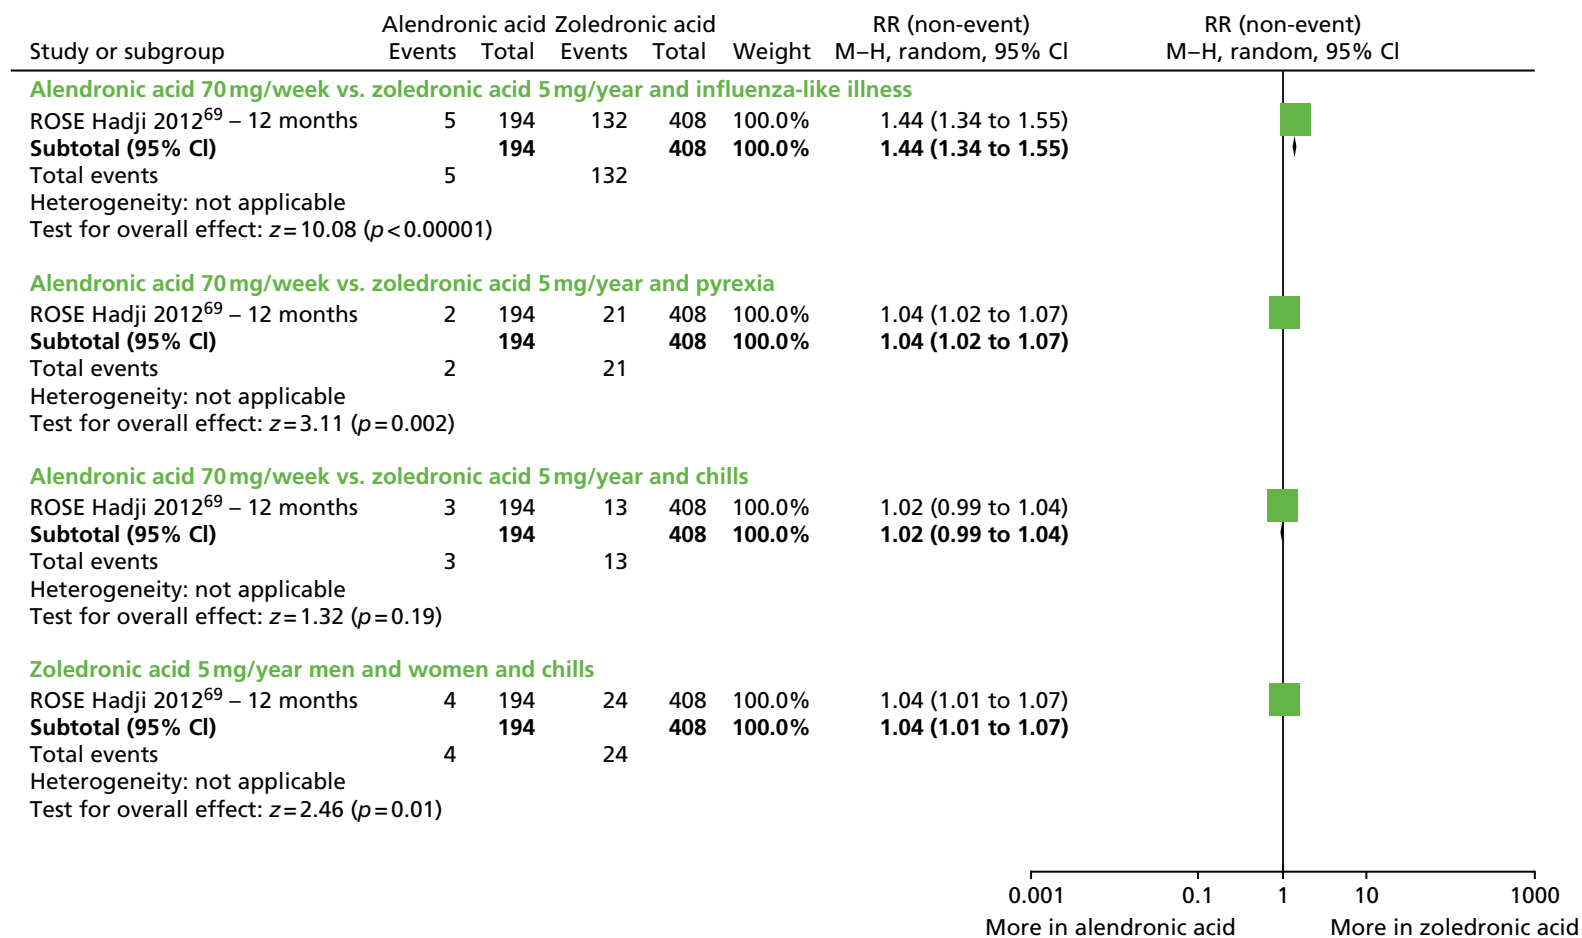 Alendronic acid Zoledronic acid RR (non-event) RR (non-event)
Study or subgroup Events Total Events Total Weight M–H, random, 95% Cl M–H, random, 95% Cl
Alendronic acid 70 mg/week vs. zoledronic acid 5 mg/year and influenza-like illness
ROSE Hadji 2012⁶⁹ – 12 months 5 194 132 408 100.0% 1.44 (1.34 to 1.55)
Subtotal (95% Cl) 194 408 100.0% 1.44 (1.34 to 1.55)
Total events 5 132
Heterogeneity: not applicable
Test for overall effect: z=10.08 (p<0.00001)
Alendronic acid 70 mg/week vs. zoledronic acid 5 mg/year and pyrexia
ROSE Hadji 2012⁶⁹ – 12 months 2 194 21 408 100.0% 1.04 (1.02 to 1.07)
Subtotal (95% Cl) 194 408 100.0% 1.04 (1.02 to 1.07)
Total events 2 21
Heterogeneity: not applicable
Test for overall effect: z=3.11 (p=0.002)
Alendronic acid 70 mg/week vs. zoledronic acid 5 mg/year and chills
ROSE Hadji 2012⁶⁹ – 12 months 3 194 13 408 100.0% 1.02 (0.99 to 1.04)
Subtotal (95% Cl) 194 408 100.0% 1.02 (0.99 to 1.04)
Total events 3 13
Heterogeneity: not applicable
Test for overall effect: z=1.32 (p=0.19)
Zoledronic acid 5 mg/year men and women and chills
ROSE Hadji 2012⁶⁹ – 12 months 4 194 24 408 100.0% 1.04 (1.01 to 1.07)
Subtotal (95% Cl) 194 408 100.0% 1.04 (1.01 to 1.07)
Total events 4 24
Heterogeneity: not applicable
Test for overall effect: z=2.46 (p=0.01)
0.001 0.1 1 10 1000
More in alendronic acid More in zoledronic acid